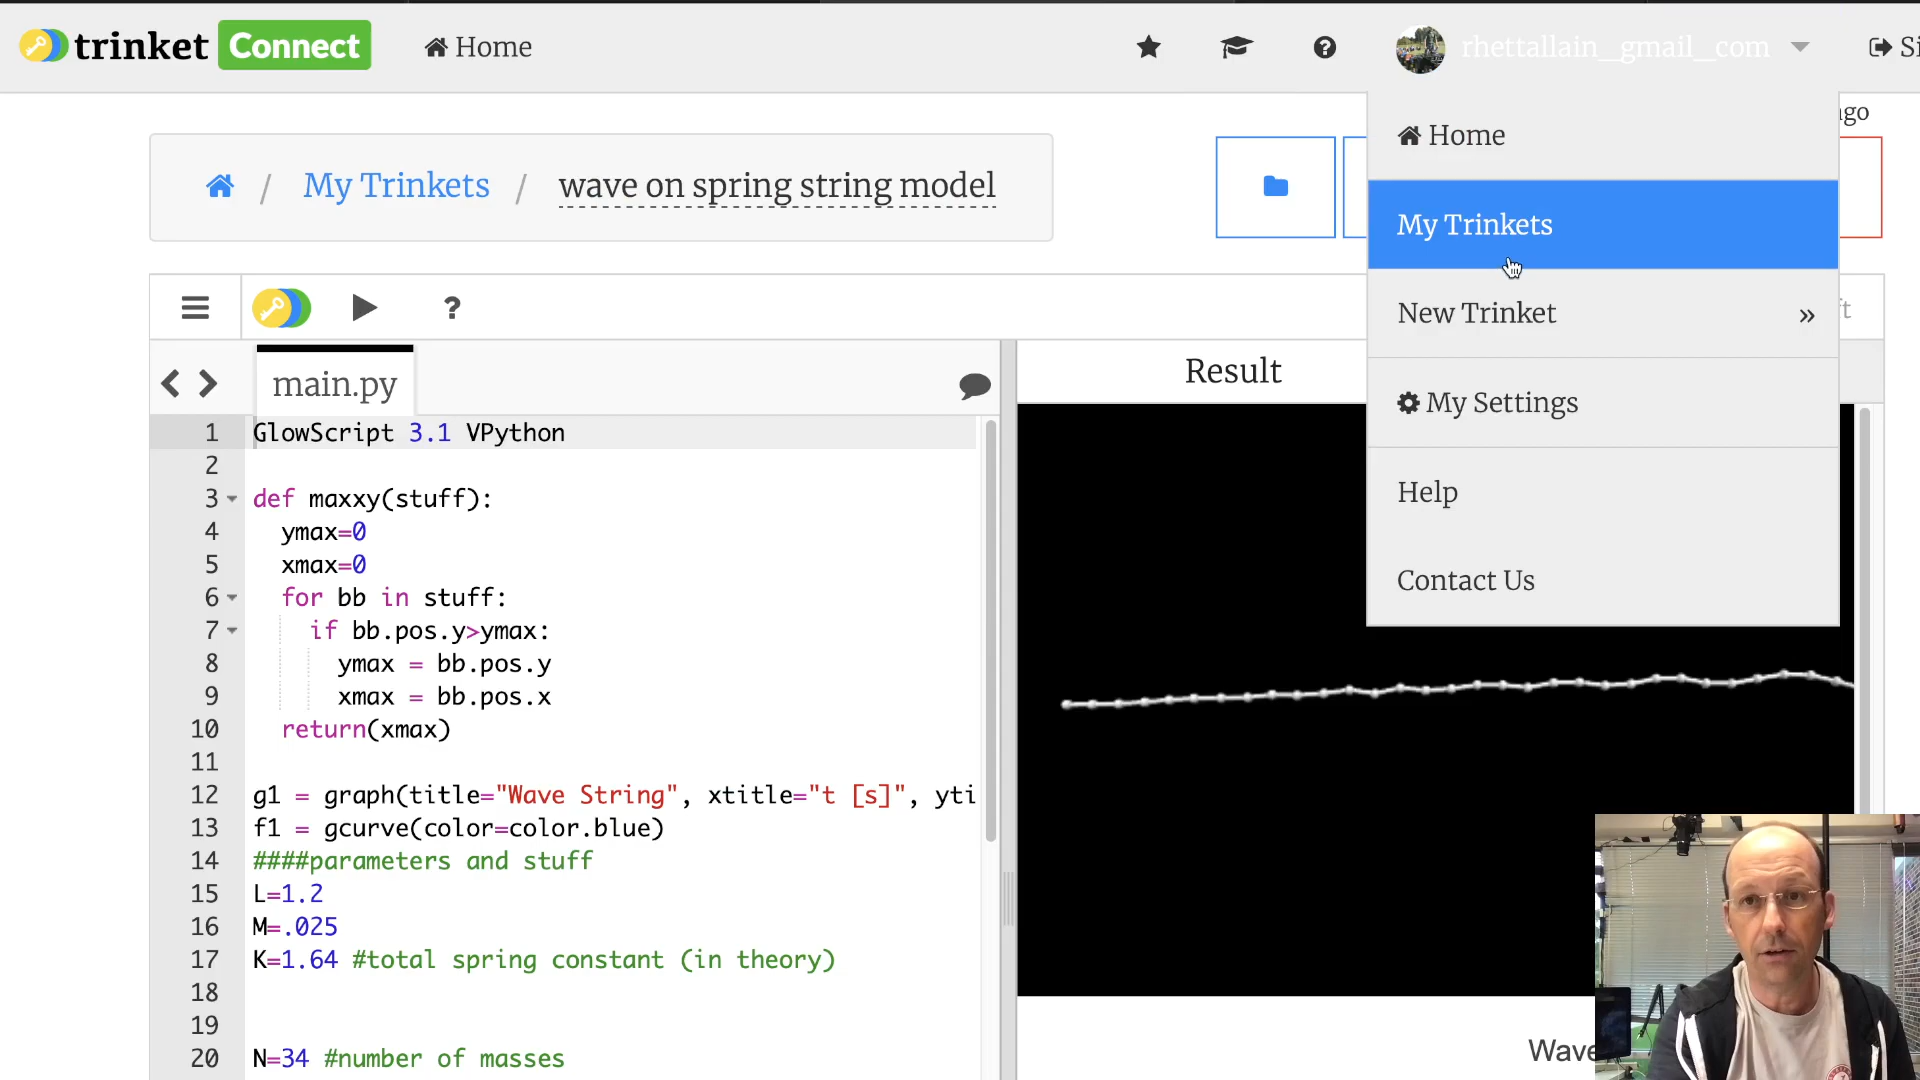 trinket Connect Home rhettallain_gmail_com Si
go
Home
My Trinkets / wave on spring string model
My Trinkets
New Trinket »
My Settings
Help
Contact Us
?
main.py
Result
1 GlowScript 3.1 VPython
2
3 def maxxy(stuff):
4 ymax=0
5 xmax=0
6 for bb in stuff:
7 if bb.pos.y>ymax:
8 ymax = bb.pos.y
9 xmax = bb.pos.x
10 return(xmax)
11
12 g1 = graph(title="Wave String", xtitle="t [s]", yti
13 f1 = gcurve(color=color.blue)
14 ####parameters and stuff
15 L=1.2
16 M=.025
17 K=1.64 #total spring constant (in theory)
18
19
20 N=34 #number of masses
Wave